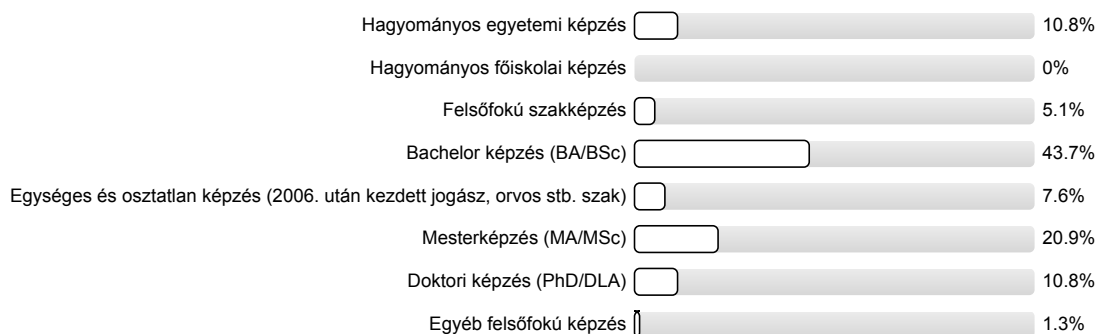 Hagyományos egyetemi képzés 10.8%
Hagyományos főiskolai képzés 0%
Felsőfokú szakképzés 5.1%
Bachelor képzés (BA/BSc) 43.7%
Egységes és osztatlan képzés (2006. után kezdett jogász, orvos stb. szak) 7.6%
Mesterképzés (MA/MSc) 20.9%
Doktori képzés (PhD/DLA) 10.8%
Egyéb felsőfokú képzés 1.3%